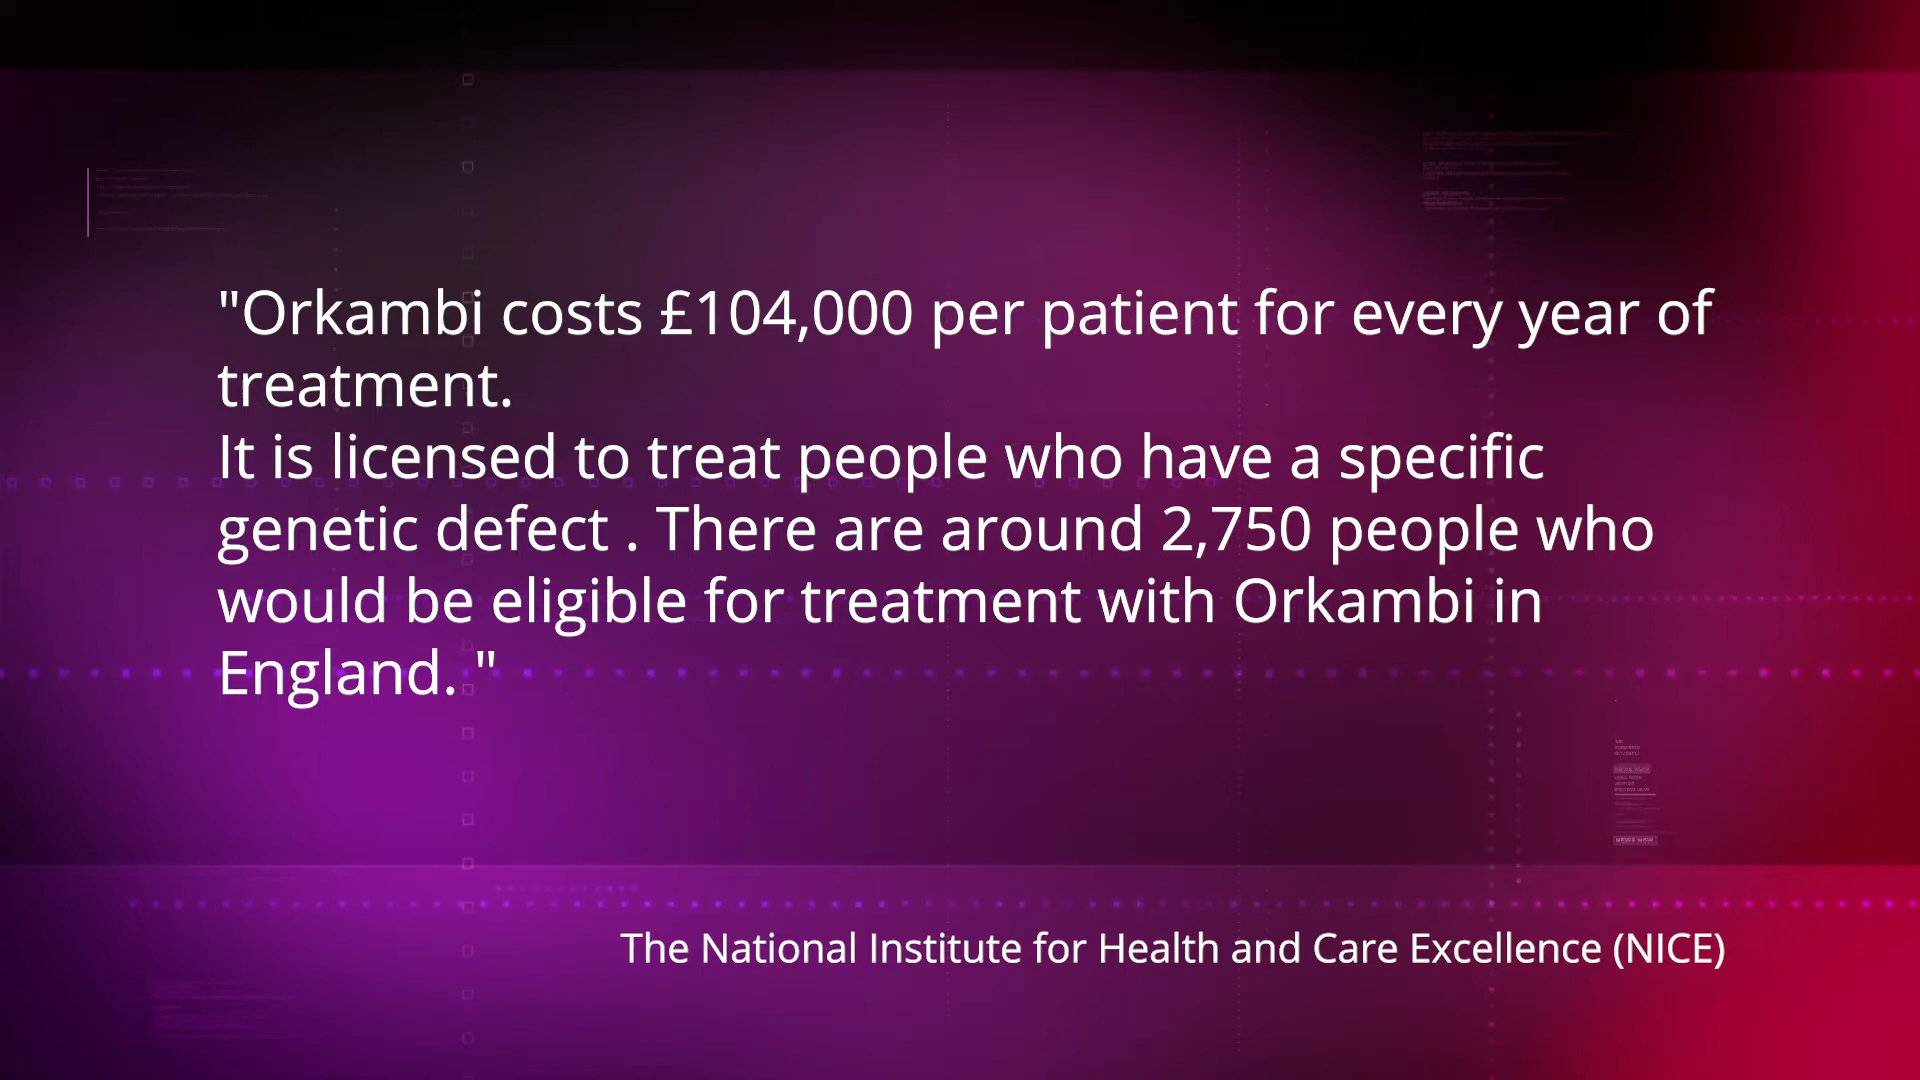 "Orkambi costs £104,000 per patient for every year of
treatment.
It is licensed to treat people who have a specific
genetic defect . There are around 2,750 people who
would be eligible for treatment with Orkambi in
England. "
NEWS NOW
The National Institute for Health and Care Excellence (NICE)